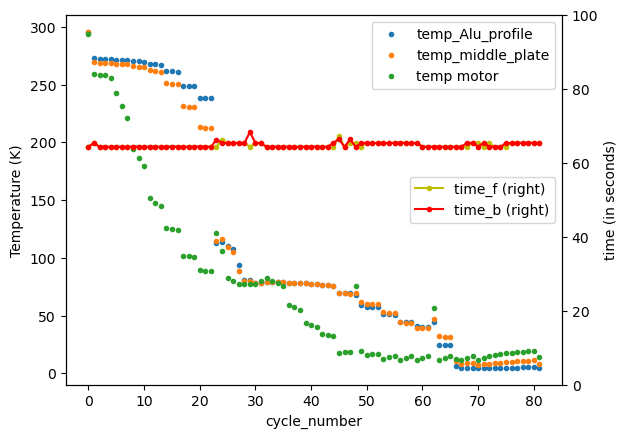 temp_Alu_profile
temp_middle_plate
temp motor
time_f (right)
time_b (right)
Temperature (K)
300
250
200
150
100
50
0
100
80
60
40
20
0
time (in seconds)
0 10 20 30 40 50 60 70 80
cycle_number